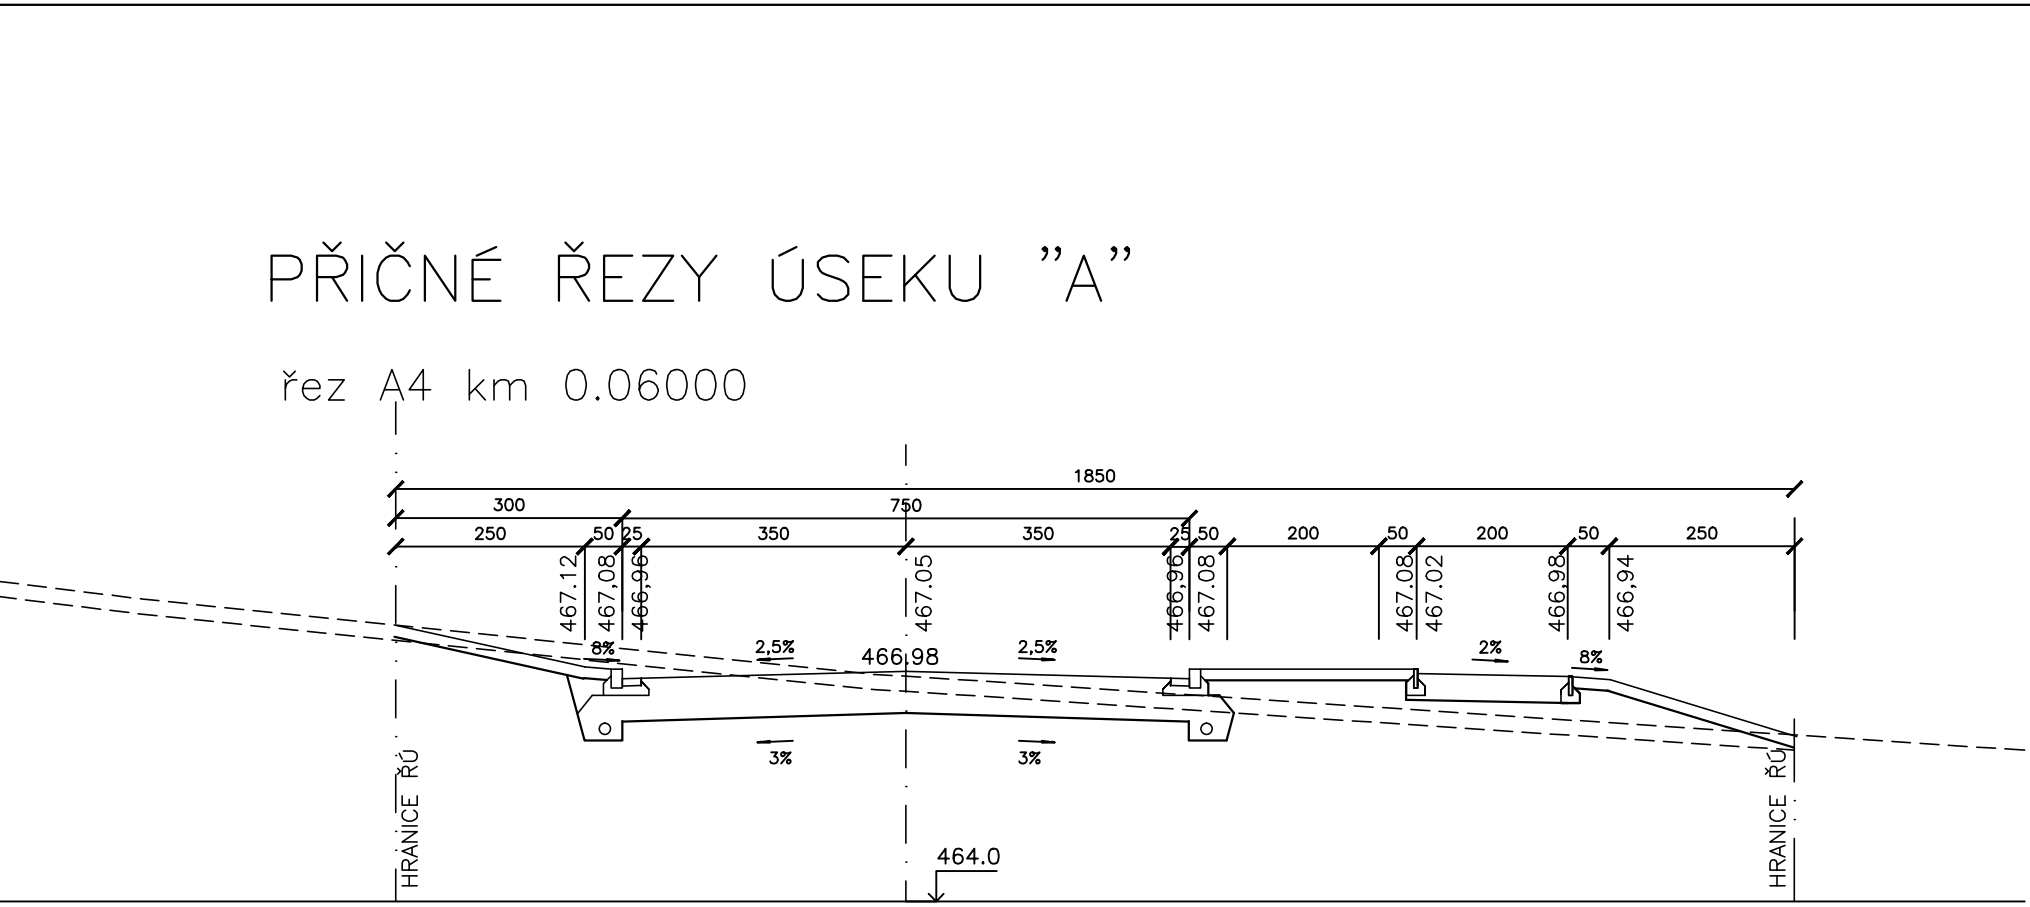 PŘIČNÉ ŘEZY ÚSEKU "A"
řez A4 km 0.06000
1850
300 750
250 50 25 350 350 25 50 200 50 200 50 250
467.12 467,08 466,96 467.05 466,96 467.08 467.08 467.02 466,98 466,94
8% 2,5% 466.98 2,5% 2% 8%
3% 3%
HRANICE ŘÚ HRANICE ŘÚ
464.0